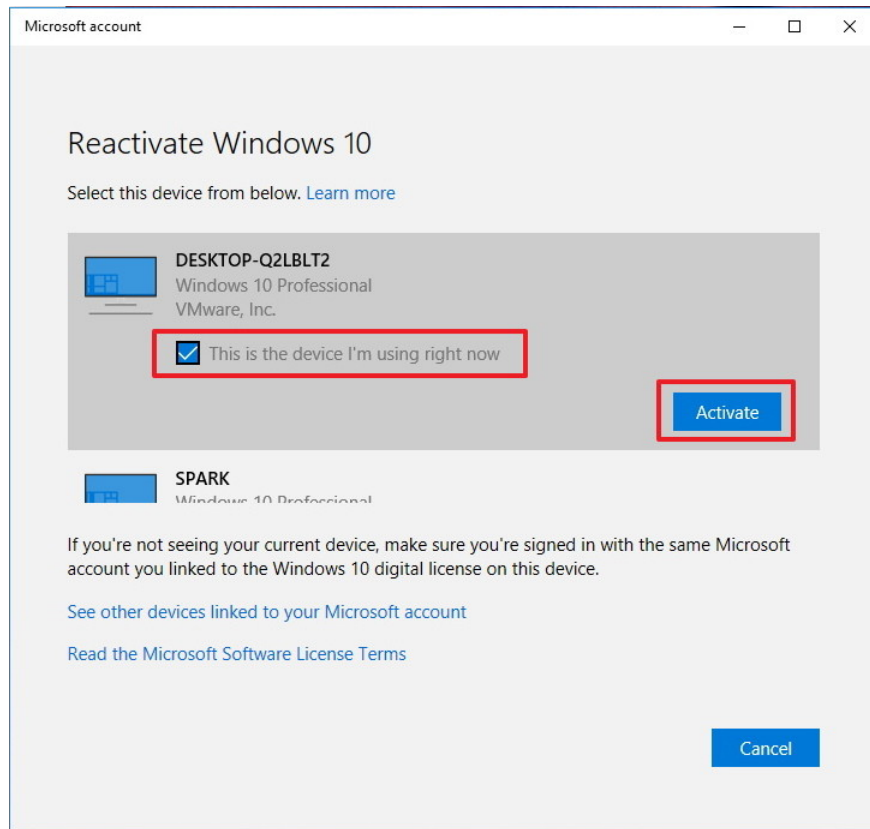 Microsoft account
Reactivate Windows 10
Select this device from below. Learn more
DESKTOP-Q2LBLT2
Windows 10 Professional
VMware, Inc.
This is the device I'm using right now
Activate
SPARK
Windows 10 Professional
If you're not seeing your current device, make sure you're signed in with the same Microsoft
account you linked to the Windows 10 digital license on this device.
See other devices linked to your Microsoft account
Read the Microsoft Software License Terms
Cancel